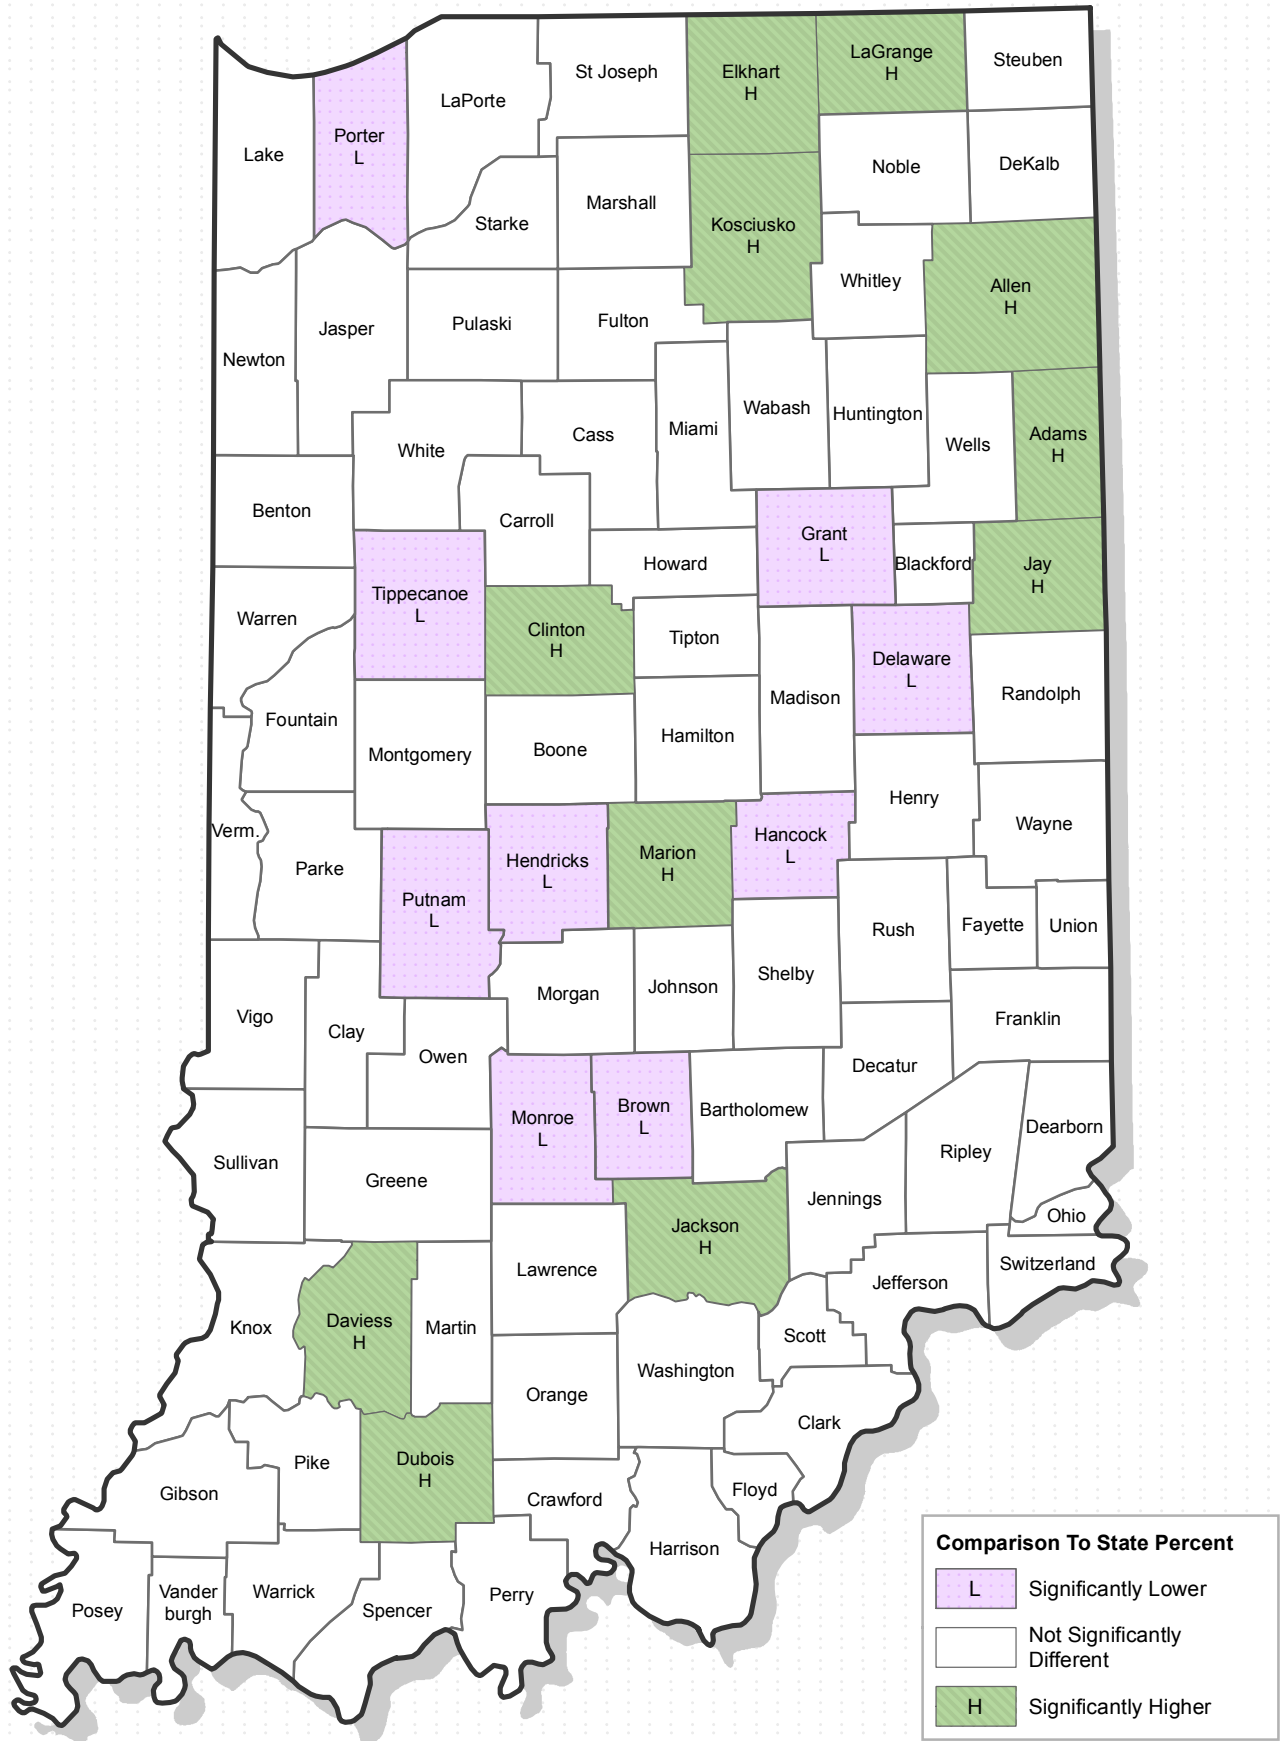 Elkhart
H
LaGrange
H
Steuben
St Joseph
LaPorte
Porter
L
Lake
Noble
DeKalb
Marshall
Starke
Kosciusko
H
Whitley
Allen
H
Fulton
Pulaski
Jasper
Newton
Wabash
Huntington
Miami
Cass
White
Wells
Adams
H
Benton
Carroll
Grant
L
Howard
Blackford
Jay
H
Tippecanoe
L
Warren
Clinton
H
Tipton
Delaware
L
Randolph
Madison
Fountain
Montgomery
Boone
Hamilton
Henry
Wayne
Verm.
Parke
Putnam
L
Hendricks
L
Marion
H
Hancock
L
Rush
Fayette
Union
Shelby
Johnson
Morgan
Vigo
Clay
Owen
Franklin
Decatur
Monroe
L
Brown
L
Bartholomew
Dearborn
Ripley
Sullivan
Greene
Jennings
Ohio
Jackson
H
Lawrence
Switzerland
Jefferson
Knox
Daviess
H
Martin
Scott
Washington
Orange
Clark
Pike
Dubois
H
Gibson
Crawford
Floyd
Harrison
Perry
Spencer
Warrick
Vander
burgh
Posey
Comparison To State Percent
L Significantly Lower
Not Significantly
Different
H Significantly Higher